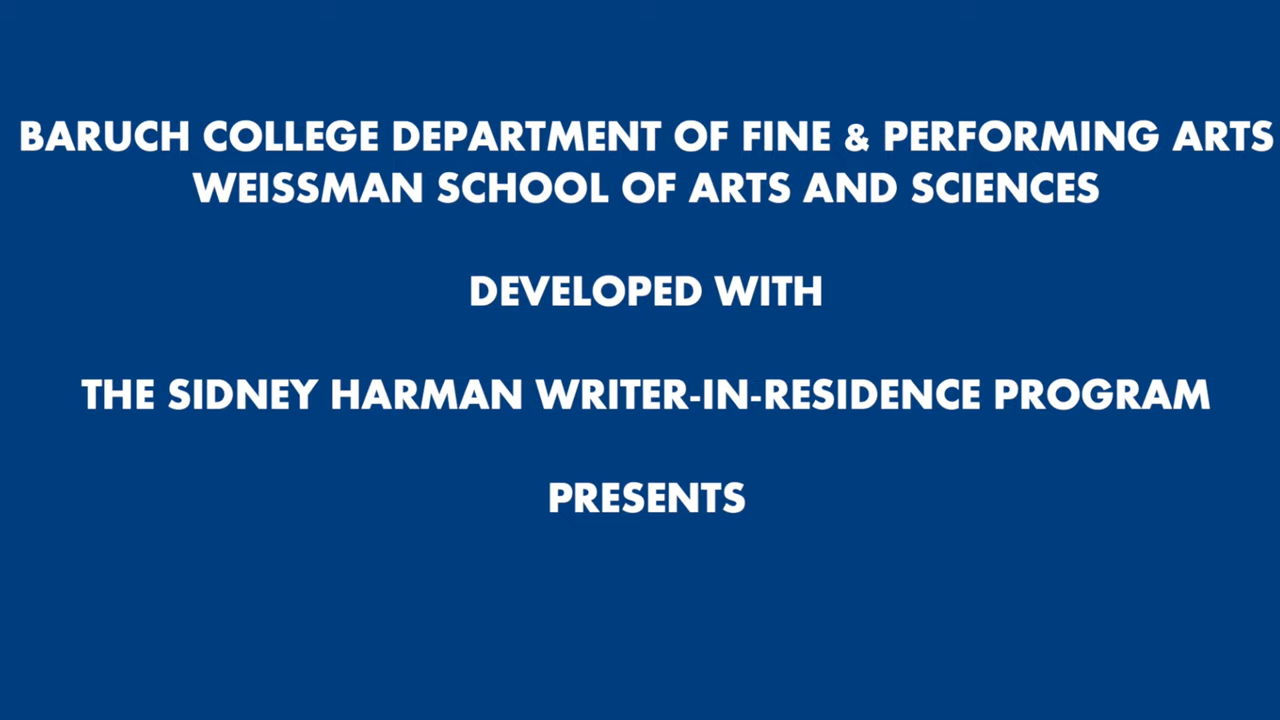 BARUCH COLLEGE DEPARTMENT OF FINE & PERFORMING ARTS
WEISSMAN SCHOOL OF ARTS AND SCIENCES
DEVELOPED WITH
THE SIDNEY HARMAN WRITER-IN-RESIDENCE PROGRAM
PRESENTS